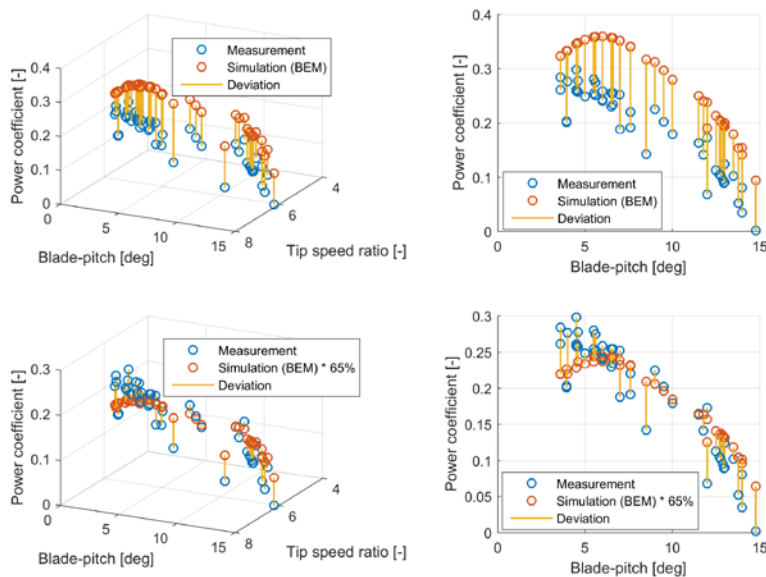 Measurement
Simulation (BEM)
Deviation
Power coefficient [-]
0.4
0.3
0.2
0.1
0
0
5
10
15
4
6
8
Blade-pitch [deg]
Tip speed ratio [-]
Power coefficient [-]
0.4
0.3
0.2
0.1
0
Measurement
Simulation (BEM)
Deviation
0
5
10
15
Blade-pitch [deg]
Measurement
Simulation (BEM) * 65%
Deviation
Power coefficient [-]
0.3
0.2
0.1
0
0
5
10
15
4
6
8
Blade-pitch [deg]
Tip speed ratio [-]
Power coefficient [-]
0.3
0.25
0.2
0.15
0.1
0.05
0
Measurement
Simulation (BEM) * 65%
Deviation
0
5
10
15
Blade-pitch [deg]